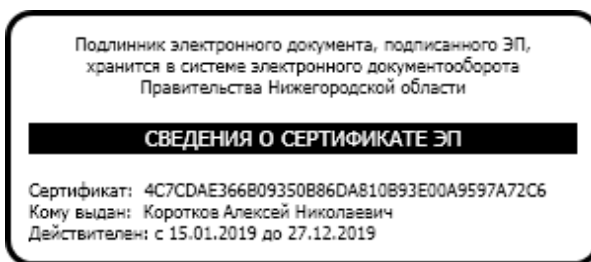 Подлинник электронного документа, подписанного ЭП,
хранится в системе электронного документооборота
Правительства Нижегородской области
СВЕДЕНИЯ О СЕРТИФИКАТЕ ЭП
Сертификат: 4C7CDAE366B09350B86DA810B93E00A9597A72C6
Кому выдан: Коротков Алексей Николаевич
Действителен: с 15.01.2019 до 27.12.2019